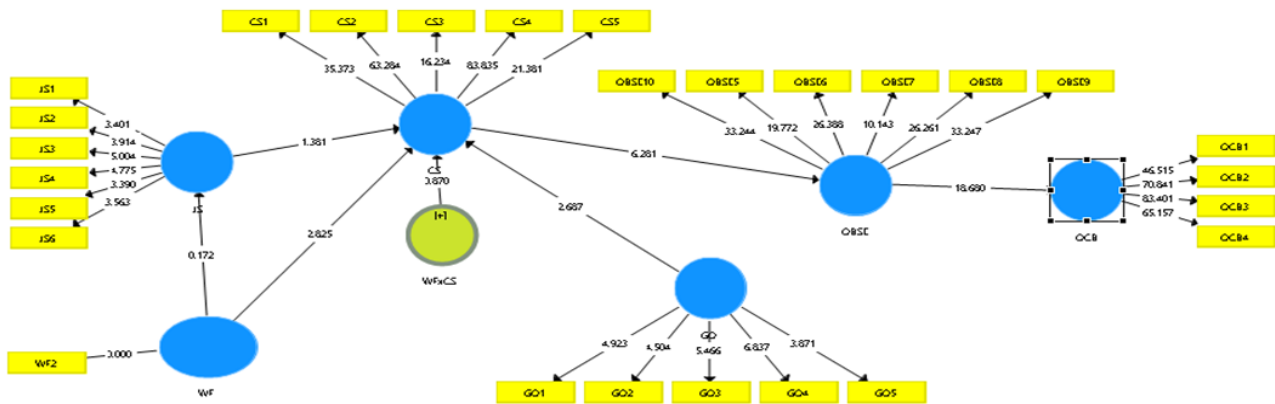 CS1 CS2 CS3 CS4 CS5
35.373 63.284 16.234 83.835 21.381
JS1
JS2
JS3
JS4
JS5
JS6
3.401
3.914
5.004
4.775
3.390
3.563
JS
1.381
CS
3.870
[+]
WFxCS
2.825
0.172
WF2
0.000
WF
6.281
2.687
OBSE10 OBSE5 OBSE6 OBSE7 OBSE8 OBSE9
33.244 19.772 26.388 10.143 26.261 33.247
OBSE
18.680
OCB
46.515
70.841
83.401
65.157
OCB1
OCB2
OCB3
OCB4
GO
4.923 4.504 5.466 6.837 3.871
GO1 GO2 GO3 GO4 GO5